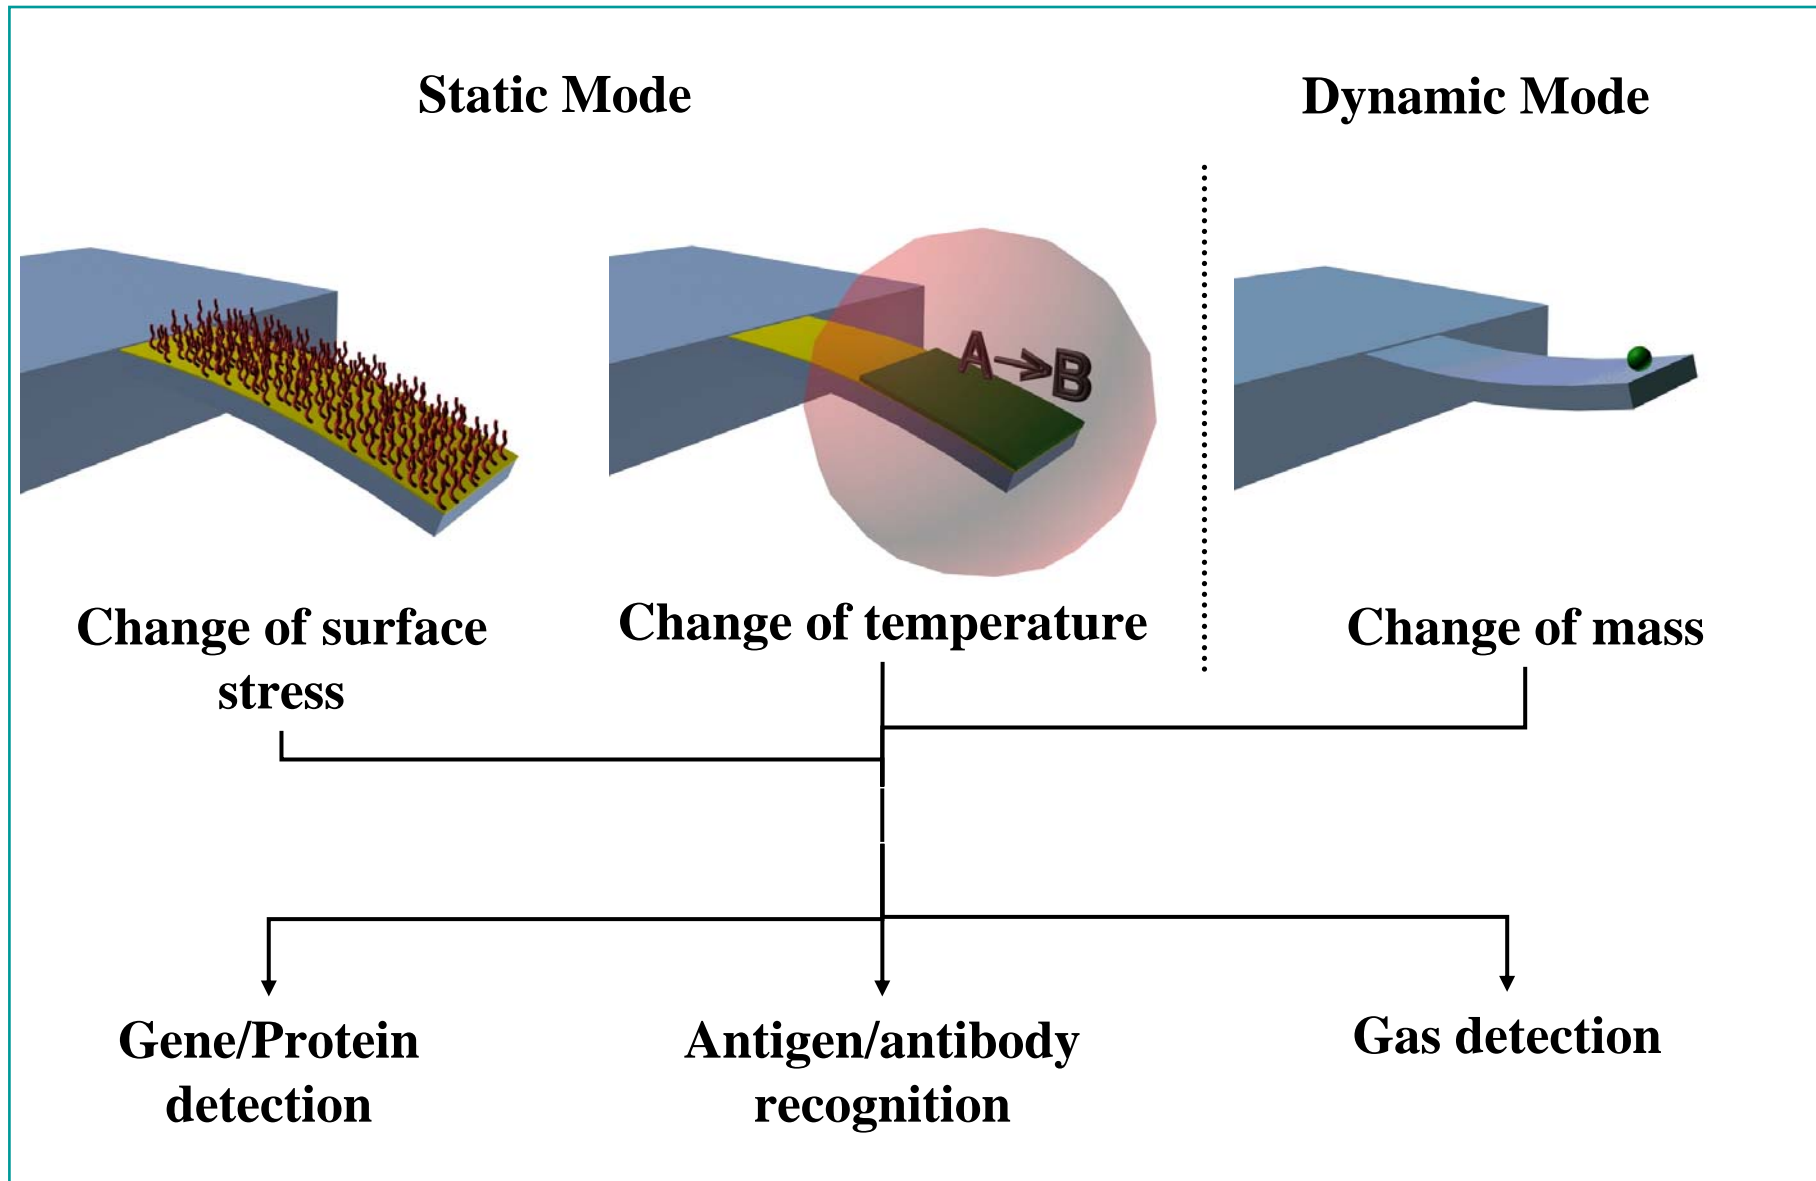 Static Mode
Dynamic Mode
A→B
Change of surface
stress
Change of temperature
Change of mass
Gene/Protein
detection
Antigen/antibody
recognition
Gas detection